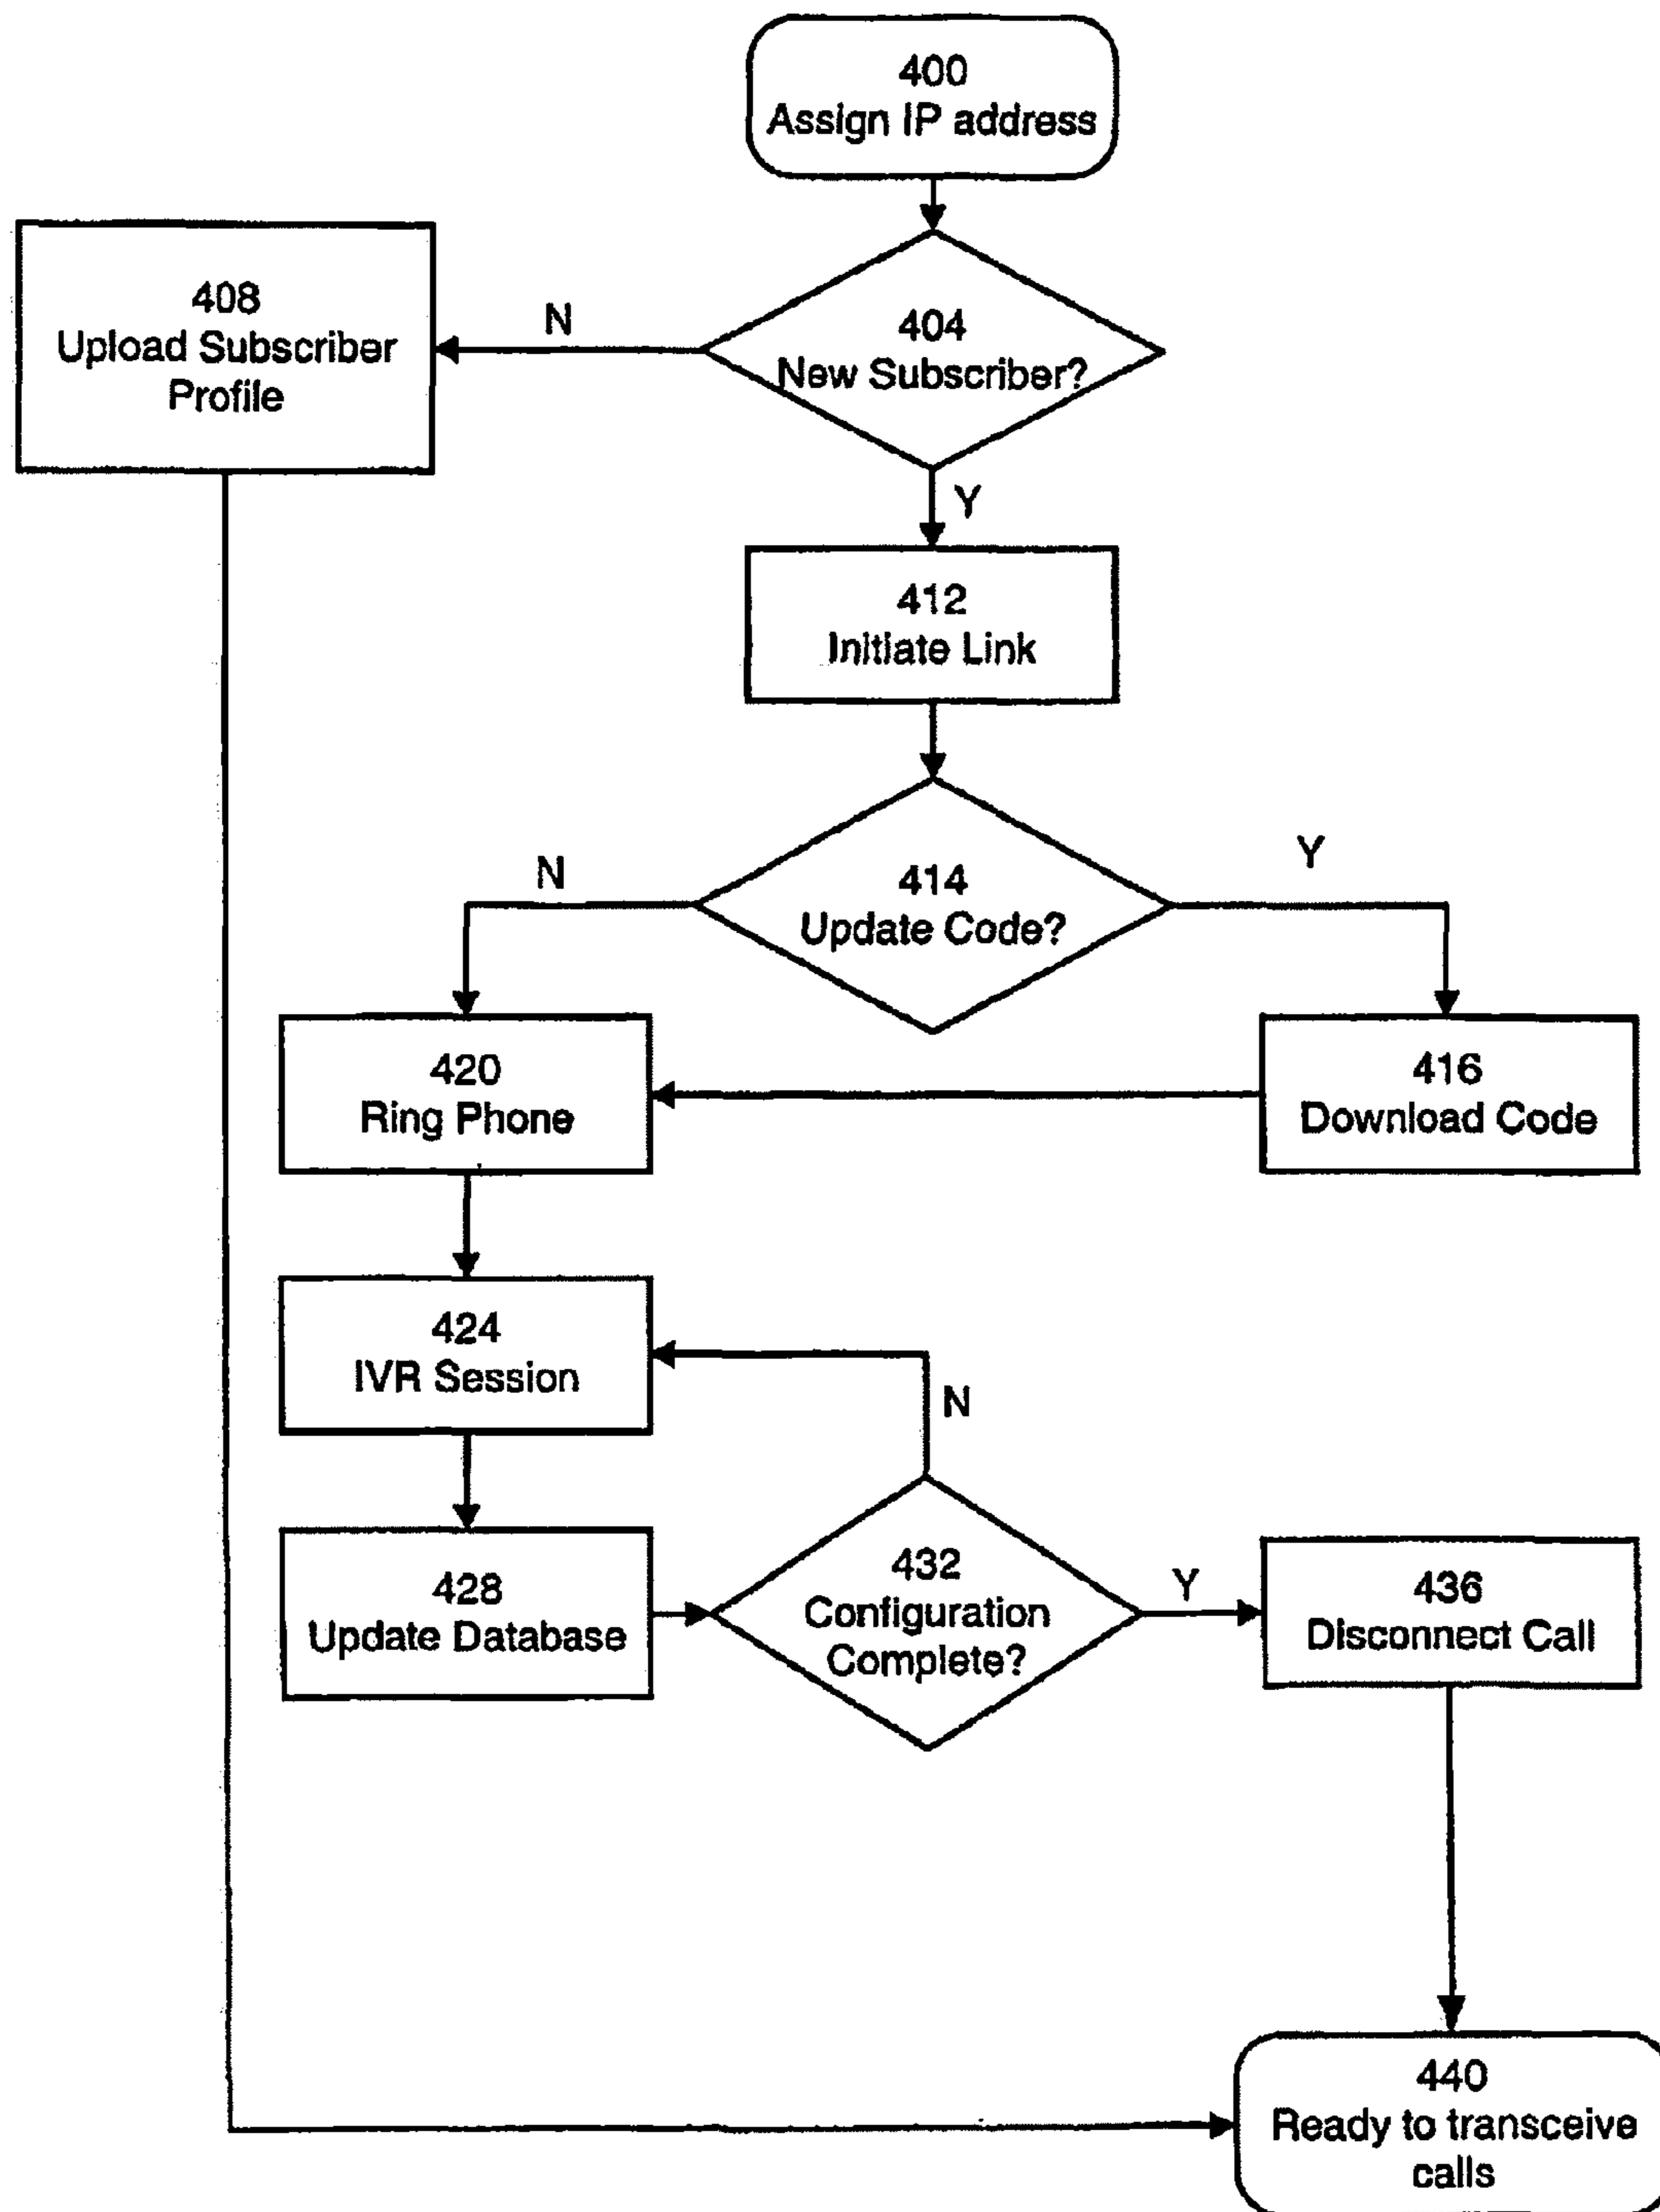 400
Assign IP address
408
Upload Subscriber
Profile
N
404
New Subscriber?
Y
412
Initiate Link
N
414
Update Code?
Y
420
Ring Phone
416
Download Code
424
IVR Session
N
428
Update Database
432
Configuration
Complete?
Y
436
Disconnect Call
440
Ready to transceive
calls